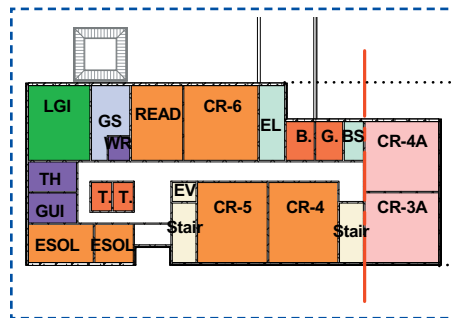 LGI
GS
WR
READ
CR-6
EL
B.
G.
BS
CR-4A
TH
GUI
T.
T.
EV
Stair
CR-5
CR-4
Stair
CR-3A
ESOL
ESOL